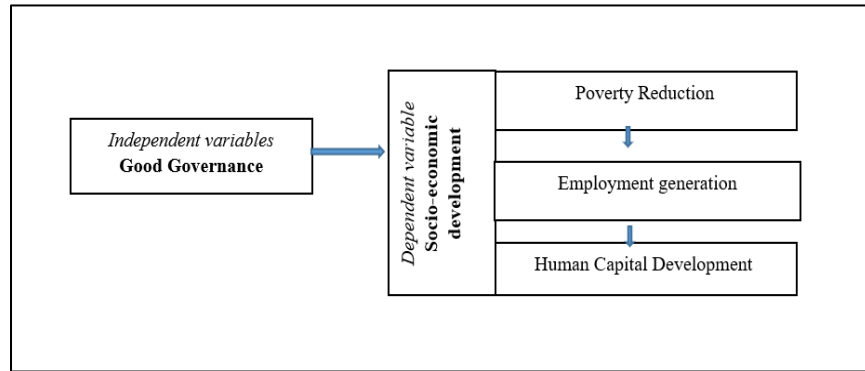 Independent variables
Good Governance
Dependent variable
Socio-economic
development
Poverty Reduction
Employment generation
Human Capital Development